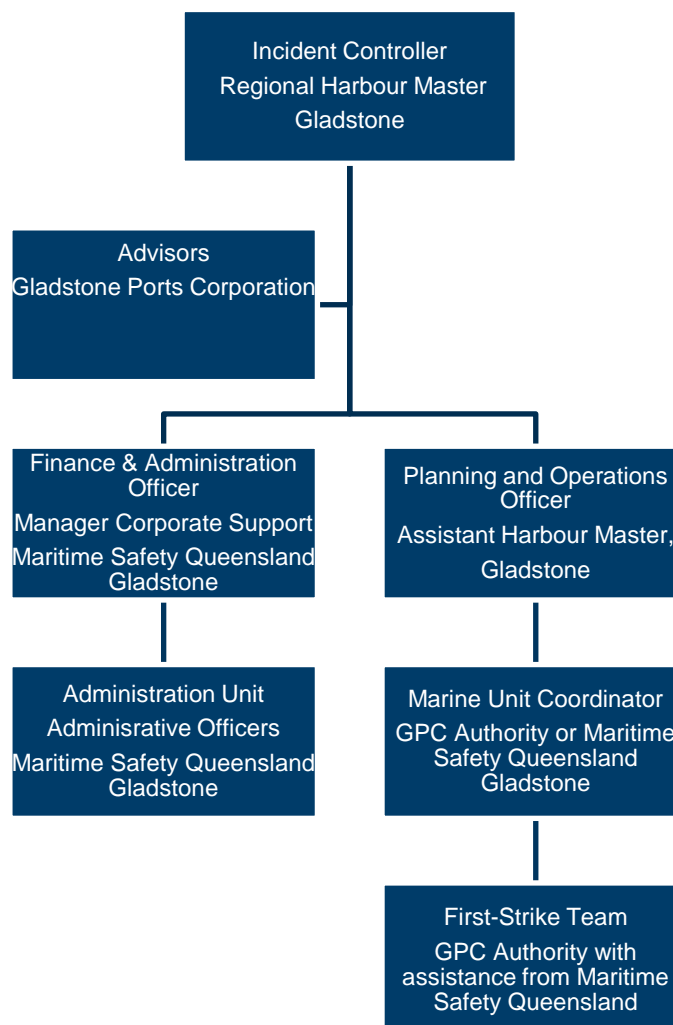 Incident Controller
Regional Harbour Master
Gladstone
Advisors
Gladstone Ports Corporation
Finance & Administration
Officer
Manager Corporate Support
Maritime Safety Queensland
Gladstone
Planning and Operations
Officer
Assistant Harbour Master,
Gladstone
Administration Unit
Adminisrative Officers
Maritime Safety Queensland
Gladstone
Marine Unit Coordinator
GPC Authority or Maritime
Safety Queensland
Gladstone
First-Strike Team
GPC Authority with
assistance from Maritime
Safety Queensland